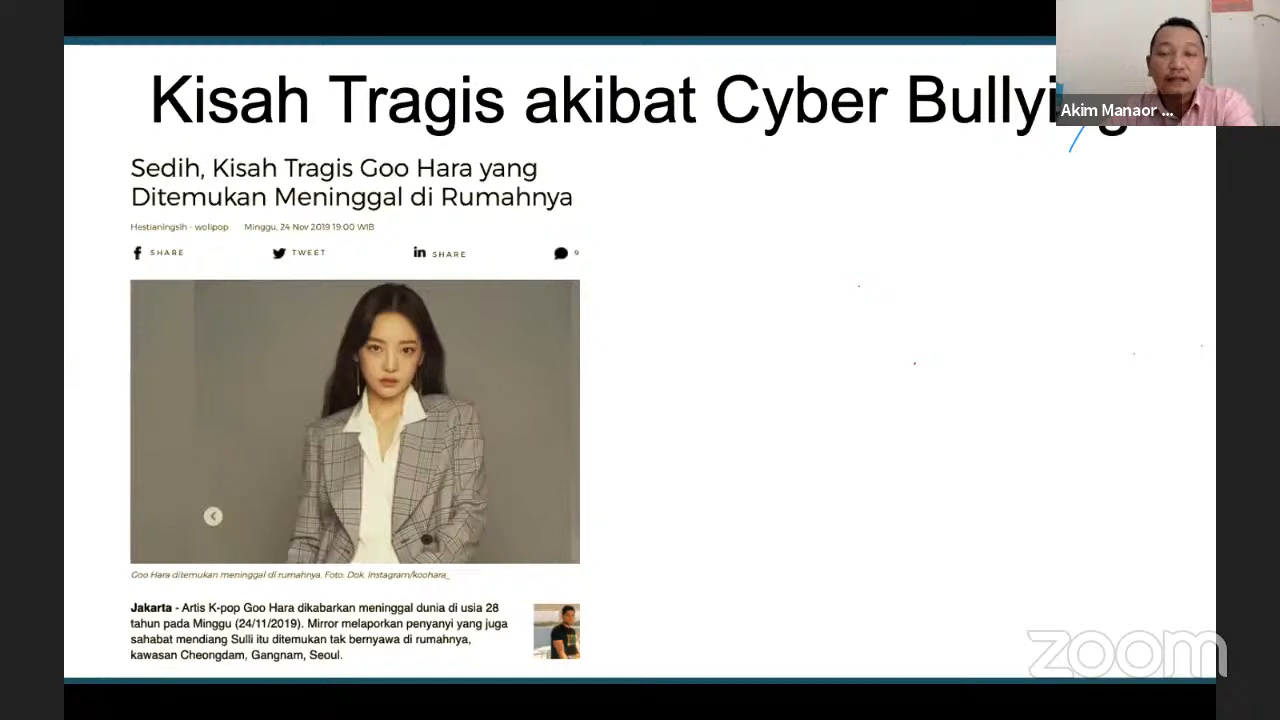 Kisah Tragis akibat Cyber Bullying
Akim Manaor ...
Sedih, Kisah Tragis Goo Hara yang
Ditemukan Meninggal di Rumahnya
Hestianingsih - wolipop Minggu, 24 Nov 2019 19:00 WIB
SHARE TWEET in SHARE 9
Goo Hara ditemukan meninggal di rumahnya. Foto: Dok. Instagram/koohara_
Jakarta - Artis K-pop Goo Hara dikabarkan meninggal dunia di usia 28
tahun pada Minggu (24/11/2019). Mirror melaporkan penyanyi yang juga
sahabat mendiang Sulli itu ditemukan tak bernyawa di rumahnya,
kawasan Cheongdam, Gangnam, Seoul.
zoom